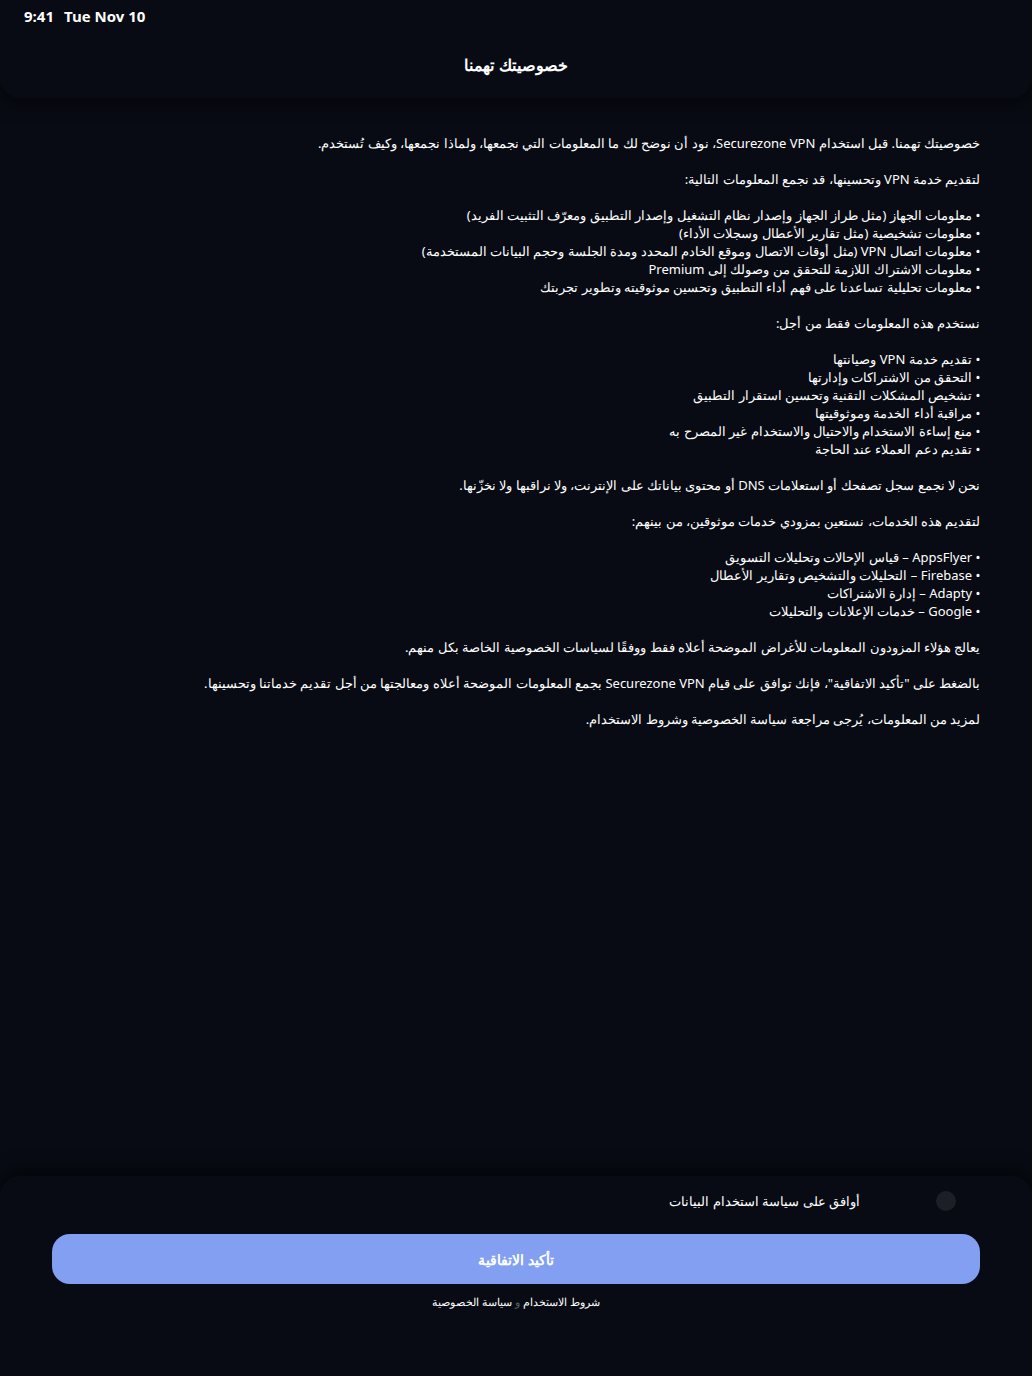 9:41 Tue Nov 10
خصوصيتك تهمنا
خصوصيتك تهمنا. قبل استخدام Securezone VPN، نود أن نوضح لك ما المعلومات التي نجمعها، ولماذا نجمعها، وكيف تُستخدم.
لتقديم خدمة VPN وتحسينها، قد نجمع المعلومات التالية:
• معلومات الجهاز (مثل طراز الجهاز وإصدار نظام التشغيل وإصدار التطبيق ومعرّف التثبيت الفريد)
• معلومات تشخيصية (مثل تقارير الأعطال وسجلات الأداء)
• معلومات اتصال VPN (مثل أوقات الاتصال وموقع الخادم المحدد ومدة الجلسة وحجم البيانات المستخدمة)
• معلومات الاشتراك اللازمة للتحقق من وصولك إلى Premium
• معلومات تحليلية تساعدنا على فهم أداء التطبيق وتحسين موثوقيته وتطوير تجربتك
نستخدم هذه المعلومات فقط من أجل:
• تقديم خدمة VPN وصيانتها
• التحقق من الاشتراكات وإدارتها
• تشخيص المشكلات التقنية وتحسين استقرار التطبيق
• مراقبة أداء الخدمة وموثوقيتها
• منع إساءة الاستخدام والاحتيال والاستخدام غير المصرح به
• تقديم دعم العملاء عند الحاجة
نحن لا نجمع سجل تصفحك أو استعلامات DNS أو محتوى بياناتك على الإنترنت، ولا نراقبها ولا نخزّنها.
لتقديم هذه الخدمات، نستعين بمزودي خدمات موثوقين، من بينهم:
• AppsFlyer – قياس الإحالات وتحليلات التسويق
• Firebase – التحليلات والتشخيص وتقارير الأعطال
• Adapty – إدارة الاشتراكات
• Google – خدمات الإعلانات والتحليلات
يعالج هؤلاء المزودون المعلومات للأغراض الموضحة أعلاه فقط ووفقًا لسياسات الخصوصية الخاصة بكل منهم.
بالضغط على "تأكيد الاتفاقية"، فإنك توافق على قيام Securezone VPN بجمع المعلومات الموضحة أعلاه ومعالجتها من أجل تقديم خدماتنا وتحسينها.
لمزيد من المعلومات، يُرجى مراجعة سياسة الخصوصية وشروط الاستخدام.
أوافق على سياسة استخدام البيانات
تأكيد الاتفاقية
شروط الاستخدام و سياسة الخصوصية